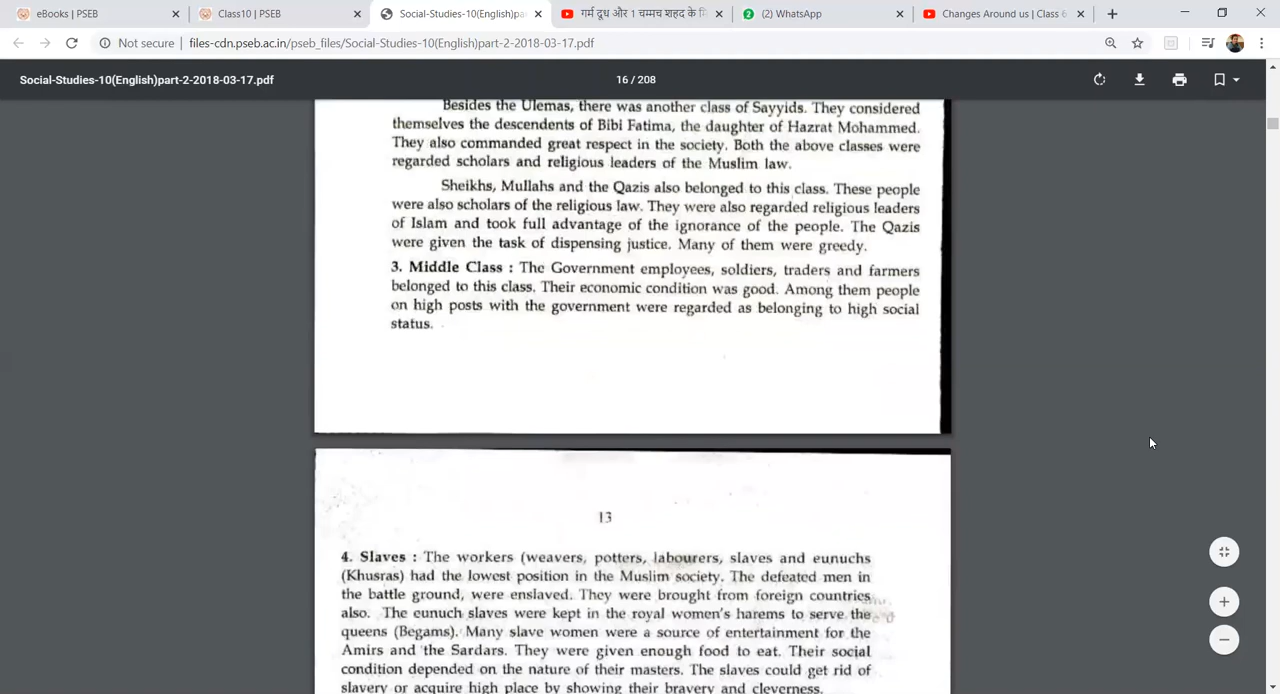 eBooks | PSEB
Class10 | PSEB
Social-Studies-10(English)par
गर्म दूध और 1 चम्मच शहद के f
(2) WhatsApp
Changes Around us | Class 6
Not secure | files-cdn.pseb.ac.in/pseb_files/Social-Studies-10(English)part-2-2018-03-17.pdf
Social-Studies-10(English)part-2-2018-03-17.pdf
16 / 208
Besides the Ulemas, there was another class of Sayyids. They considered
themselves the descendents of Bibi Fatima, the daughter of Hazrat Mohammed.
They also commanded great respect in the society. Both the above classes were
regarded scholars and religious leaders of the Muslim law.
Sheikhs, Mullahs and the Qazis also belonged to this class. These people
were also scholars of the religious law. They were also regarded religious leaders
of Islam and took full advantage of the ignorance of the people. The Qazis
were given the task of dispensing justice. Many of them were greedy.
3. Middle Class : The Government employees, soldiers, traders and farmers
belonged to this class. Their economic condition was good. Among them people
on high posts with the government were regarded as belonging to high social
status.
13
4. Slaves : The workers (weavers, potters, labourers, slaves and eunuchs
(Khusras) had the lowest position in the Muslim society. The defeated men in
the battle ground, were enslaved. They were brought from foreign countries
also. The eunuch slaves were kept in the royal women's harems to serve the
queens (Begams). Many slave women were a source of entertainment for the
Amirs and the Sardars. They were given enough food to eat. Their social
condition depended on the nature of their masters. The slaves could get rid of
slavery or acquire high place by showing their bravery and cleverness.